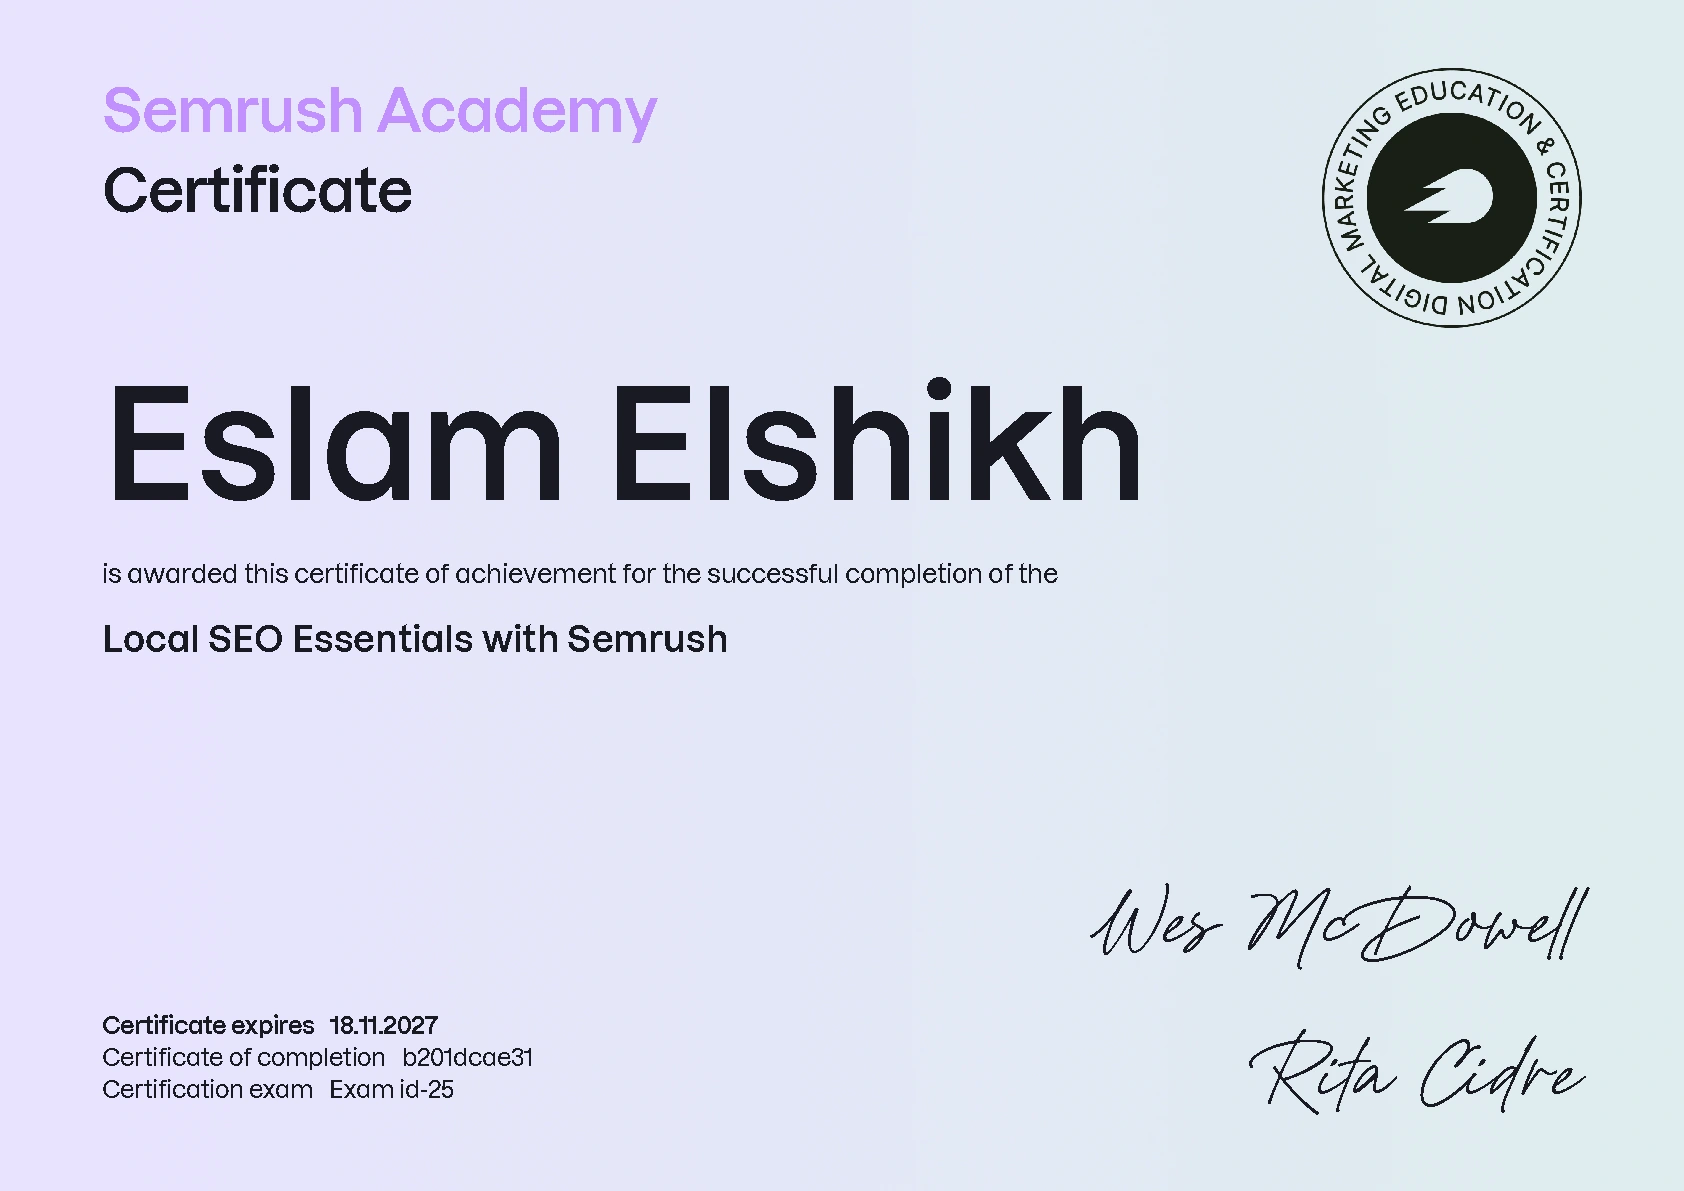 Semrush Academy
Certificate
DIGITAL MARKETING EDUCATION & CERTIFICATION
Eslam Elshikh
is awarded this certificate of achievement for the successful completion of the
Local SEO Essentials with Semrush
Wes McDowell
Certificate expires 18.11.2027
Certificate of completion b201dcae31
Certification exam Exam id-25
Rita Cidre